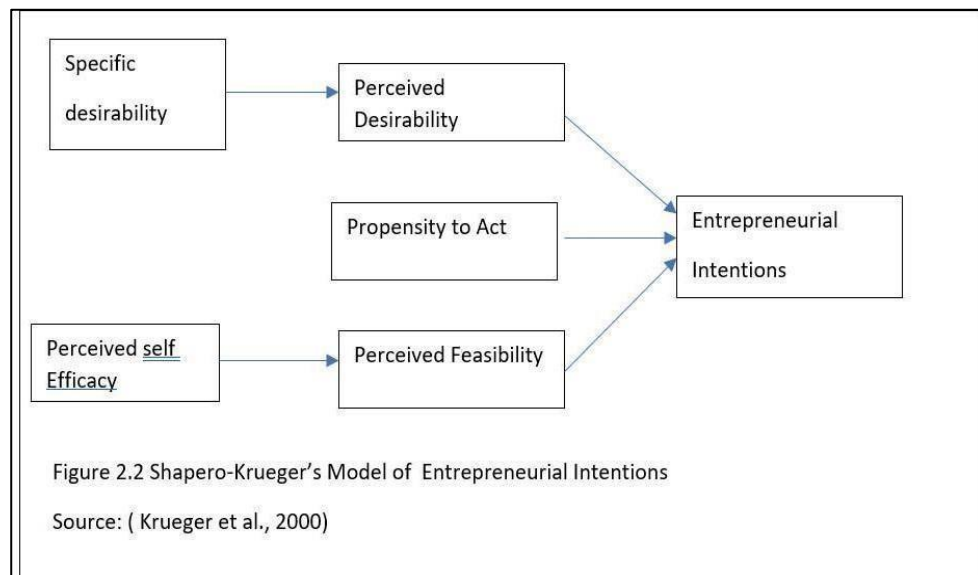 Specific
desirability
Perceived
Desirability
Propensity to Act
Entrepreneurial
Intentions
Perceived self
Efficacy
Perceived Feasibility
Figure 2.2 Shapero-Krueger’s Model of Entrepreneurial Intentions
Source: ( Krueger et al., 2000)